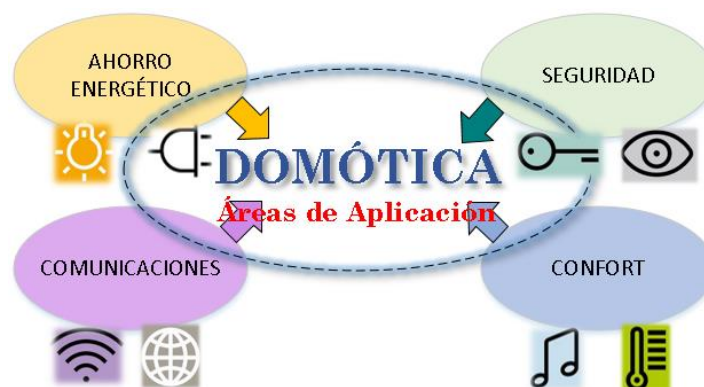 AHORRO
ENERGÉTICO
SEGURIDAD
DOMÓTICA
Áreas de Aplicación
COMUNICACIONES
CONFORT